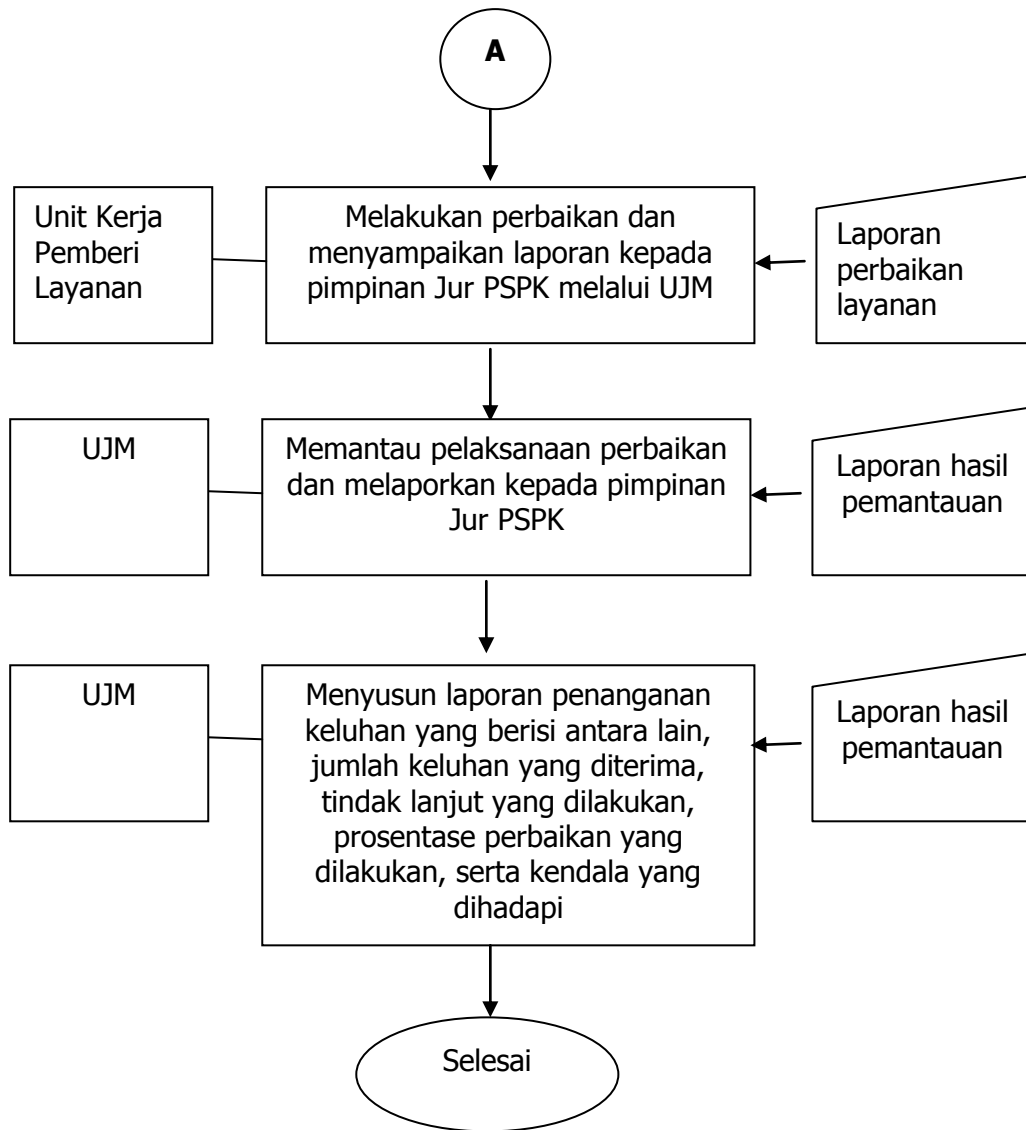 A
Unit Kerja
Pemberi
Layanan
Melakukan perbaikan dan
menyampaikan laporan kepada
pimpinan Jur PSPK melalui UJM
Laporan
perbaikan
layanan
UJM
Memantau pelaksanaan perbaikan
dan melaporkan kepada pimpinan
Jur PSPK
Laporan hasil
pemantauan
UJM
Menyusun laporan penanganan
keluhan yang berisi antara lain,
jumlah keluhan yang diterima,
tindak lanjut yang dilakukan,
prosentase perbaikan yang
dilakukan, serta kendala yang
dihadapi
Laporan hasil
pemantauan
Selesai